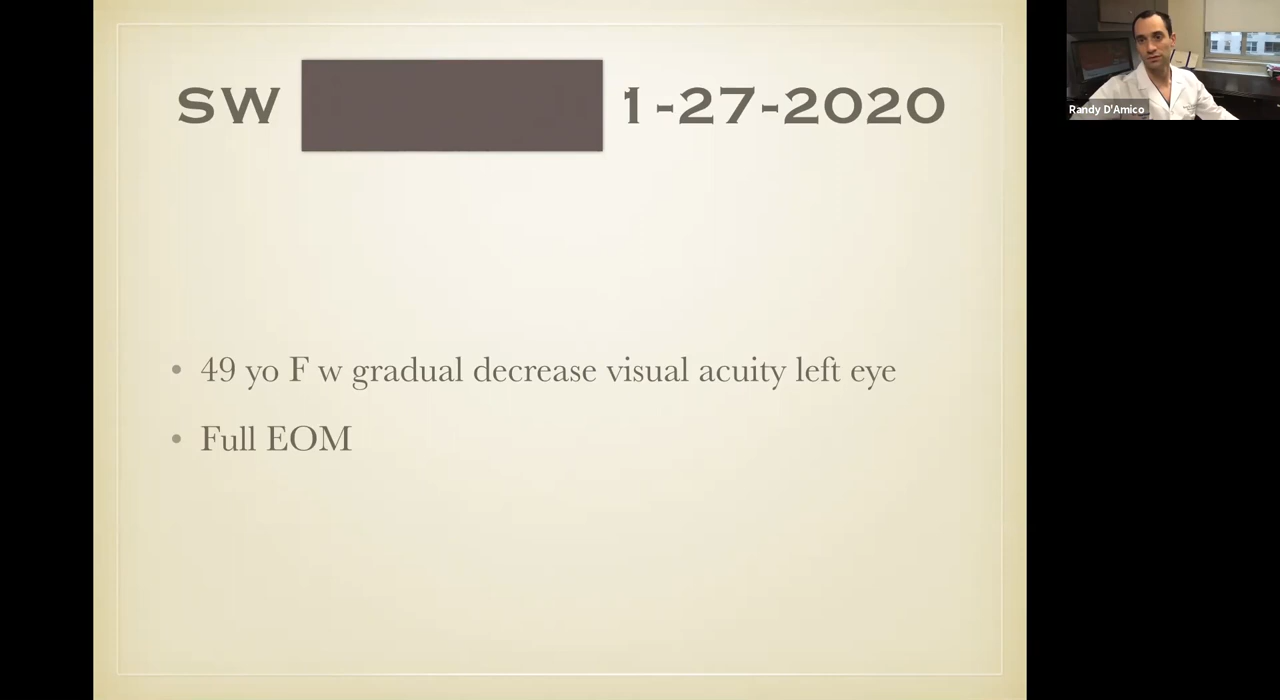 SW 1-27-2020
• 49 yo F w gradual decrease visual acuity left eye
• Full EOM
Randy D'Amico